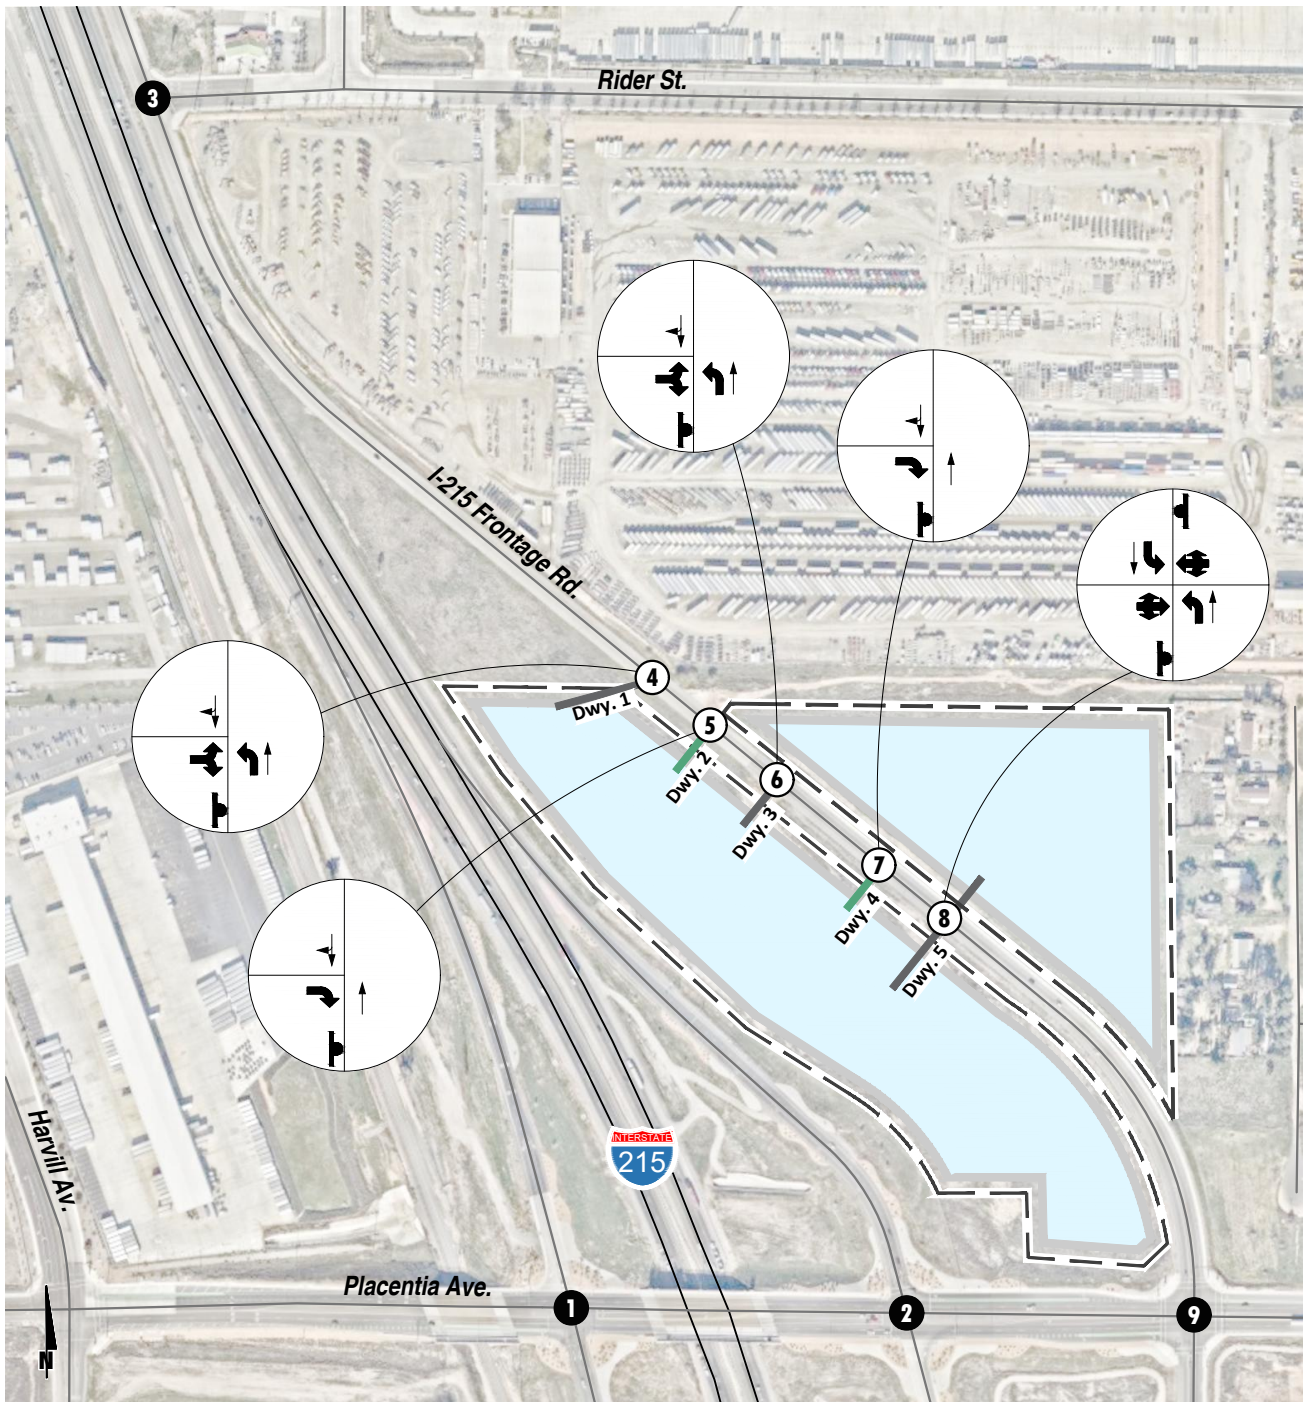 Rider St.
3
I-215 Frontage Rd.
4
Dwy. 1
5
Dwy. 2
6
Dwy. 3
7
Dwy. 4
8
Dwy. 5
Harvill Av.
INTERSTATE
215
Placentia Ave.
1
2
9
N